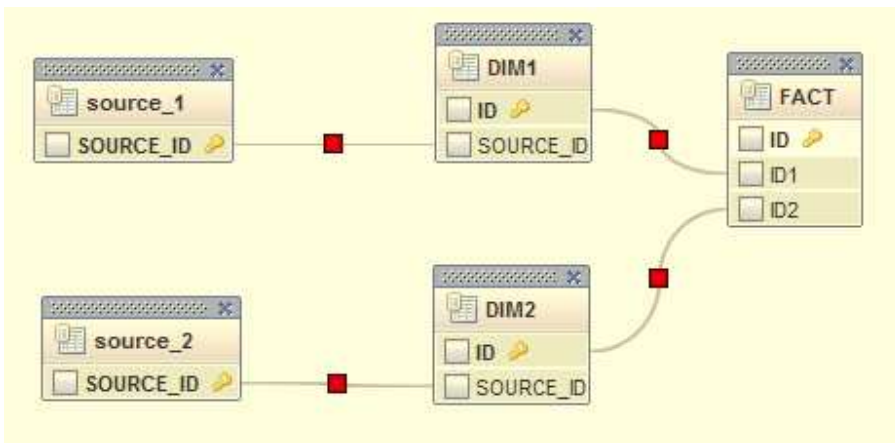 source_1
SOURCE_ID
DIM1
ID
SOURCE_ID
FACT
ID
ID1
ID2
source_2
SOURCE_ID
DIM2
ID
SOURCE_ID